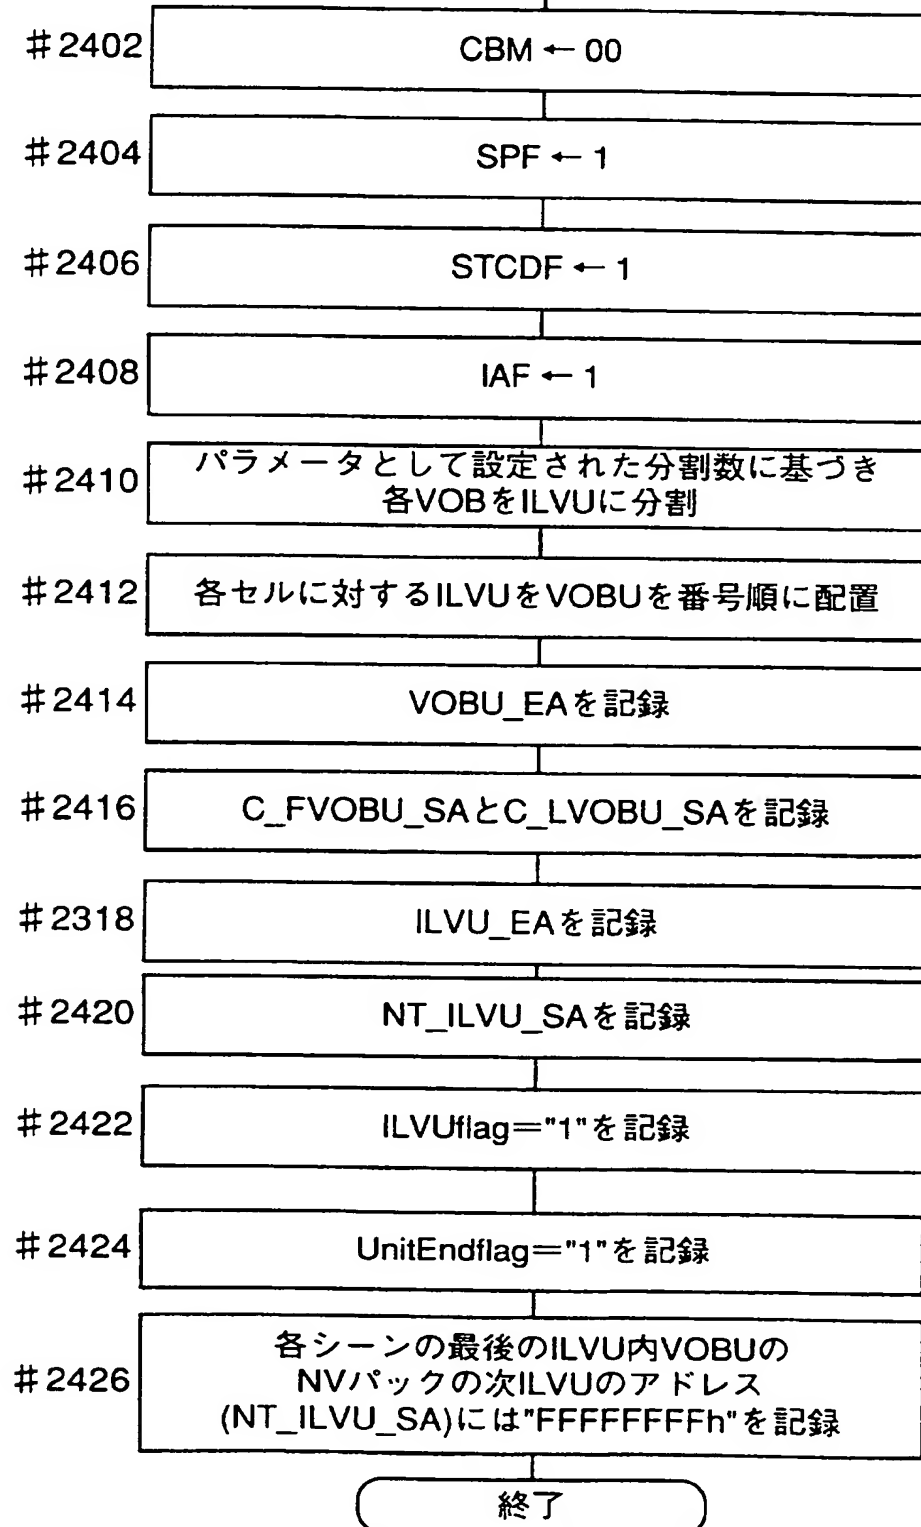 #2402
CBM ← 00
#2404
SPF ← 1
#2406
STCDF ← 1
#2408
IAF ← 1
#2410
パラメータとして設定された分割数に基づき
各VOBをILVUに分割
#2412
各セルに対するILVUをVOBUを番号順に配置
#2414
VOBU_EAを記録
#2416
C_FVOBU_SAとC_LVOBU_SAを記録
#2318
ILVU_EAを記録
#2420
NT_ILVU_SAを記録
#2422
ILVUflag="1"を記録
#2424
UnitEndflag="1"を記録
#2426
各シーンの最後のILVU内VOBUの
NVパックの次ILVUのアドレス
(NT_ILVU_SA)には"FFFFFFFFh"を記録
終了